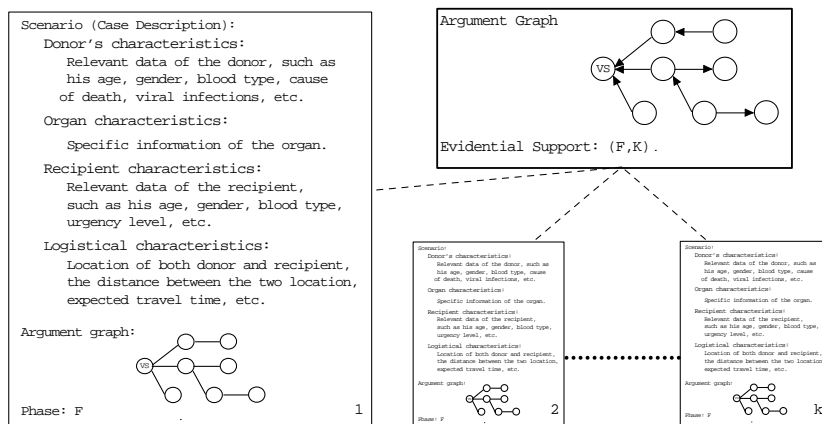 Scenario (Case Description):
Donor's characteristics:
Relevant data of the donor, such as
his age, gender, blood type, cause
of death, viral infections, etc.
Organ characteristics:
Specific information of the organ.
Recipient characteristics:
Relevant data of the recipient,
such as his age, gender, blood type,
urgency level, etc.
Logistical characteristics:
Location of both donor and recipient,
the distance between the two location,
expected travel time, etc.
Argument graph:
VS
Phase: F
1
Argument Graph
VS
Evidential Support: (F,K).
Scenario:
Donor's characteristics:
Relevant data of the donor, such as
his age, gender, blood type, cause
of death, viral infections, etc.
Organ characteristics:
Specific information of the organ.
Recipient characteristics:
Relevant data of the recipient,
such as his age, gender, blood type,
urgency level, etc.
Logistical characteristics:
Location of both donor and recipient,
the distance between the two location,
expected travel time, etc.
Argument graph:
Phase: F
2
Scenario:
Donor's characteristics:
Relevant data of the donor, such as
his age, gender, blood type, cause
of death, viral infections, etc.
Organ characteristics:
Specific information of the organ.
Recipient characteristics:
Relevant data of the recipient,
such as his age, gender, blood type,
urgency level, etc.
Logistical characteristics:
Location of both donor and recipient,
the distance between the two location,
expected travel time, etc.
Argument graph:
VS
Phase: F
k